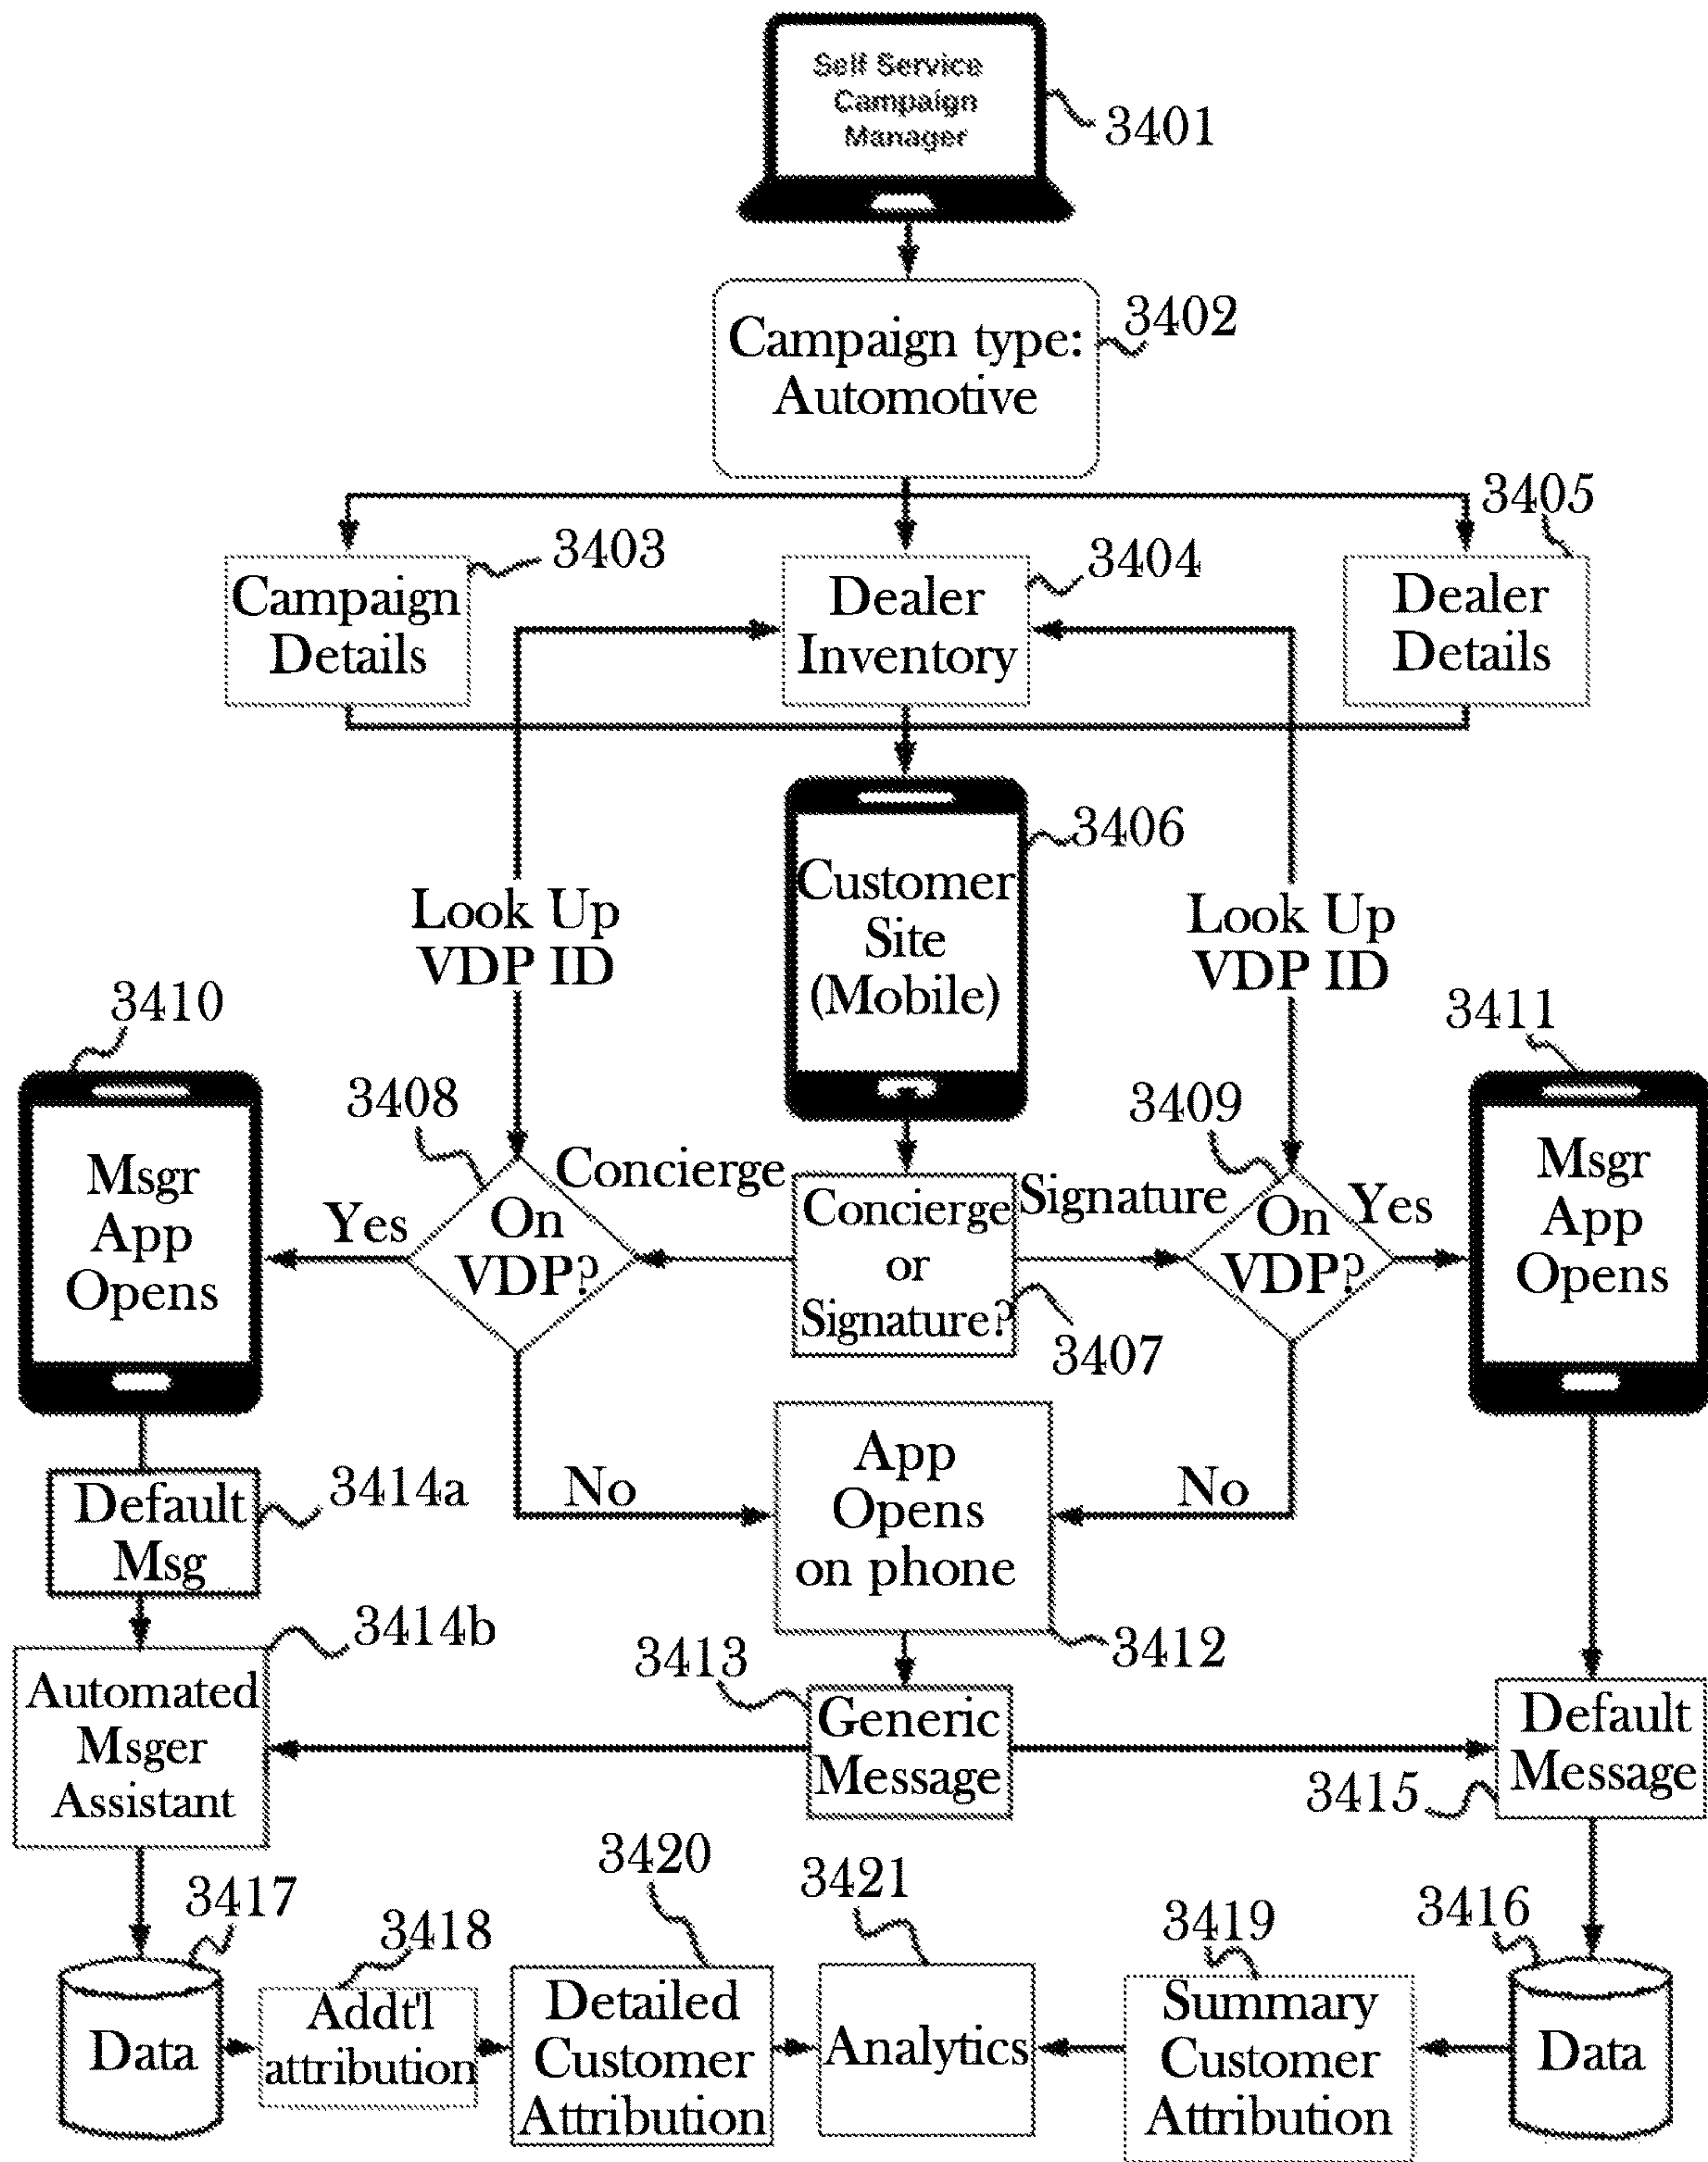 Self Service
Campaign
Manager
3401
3402
Campaign type:
Automotive
3405
3403
3404
Campaign
Details
Dealer
Inventory
Dealer
Details
3406
Customer
Site
(Mobile)
Look Up
VDP ID
Look Up
VDP ID
3410
3411
3408
3409
Msgr
App
Opens
Yes
On
VDP?
Concierge
Concierge
or
Signature?
Signature
On
VDP?
Yes
Msgr
App
Opens
3407
No
App
Opens
on phone
No
Default
Msg
3414a
3414b
3413
3412
Automated
Msger
Assistant
Generic
Message
Default
Message
3415
3417
3418
3420
3421
3419
3416
Data
Addt'l
attribution
Detailed
Customer
Attribution
Analytics
Summary
Customer
Attribution
Data